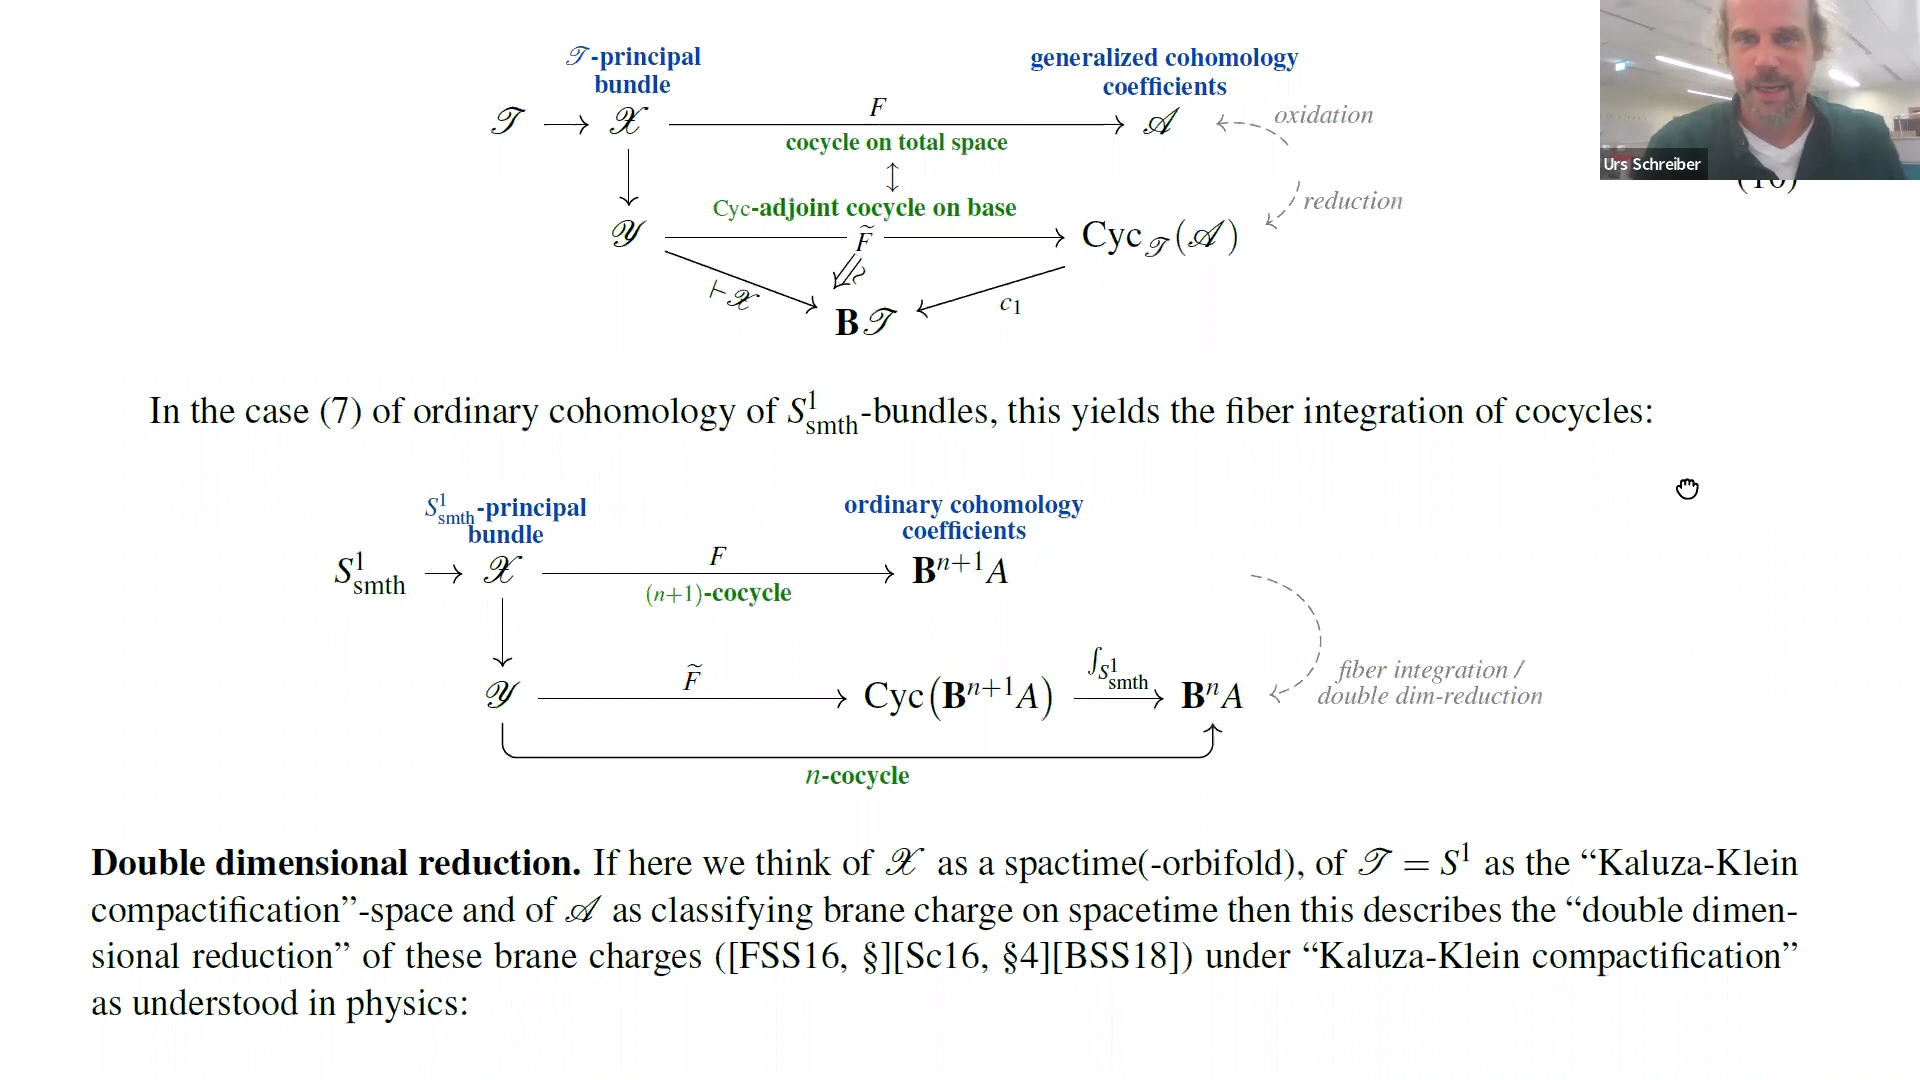 𝒯-principal bundle
generalized cohomology coefficients
𝒯 → 𝒳 F 𝒜
cocycle on total space
oxidation
↕
reduction
Cyc-adjoint cocycle on base
𝒴 F̃ Cyc_𝒯(𝒜)
⊢𝒳 c₁
B𝒯
Urs Schreiber
In the case (7) of ordinary cohomology of S¹_smth-bundles, this yields the fiber integration of cocycles:
S¹_smth-principal bundle
ordinary cohomology coefficients
S¹_smth → 𝒳 F Bⁿ⁺¹A
(n+1)-cocycle
𝒴 F̃ Cyc(Bⁿ⁺¹A) ∫_S¹_smth BⁿA
fiber integration /
double dim-reduction
n-cocycle
Double dimensional reduction. If here we think of 𝒳 as a spactime(-orbifold), of 𝒯 = S¹ as the “Kaluza-Klein
compactification”-space and of 𝒜 as classifying brane charge on spacetime then this describes the “double dimen-
sional reduction” of these brane charges ([FSS16, §][Sc16, §4][BSS18]) under “Kaluza-Klein compactification”
as understood in physics: